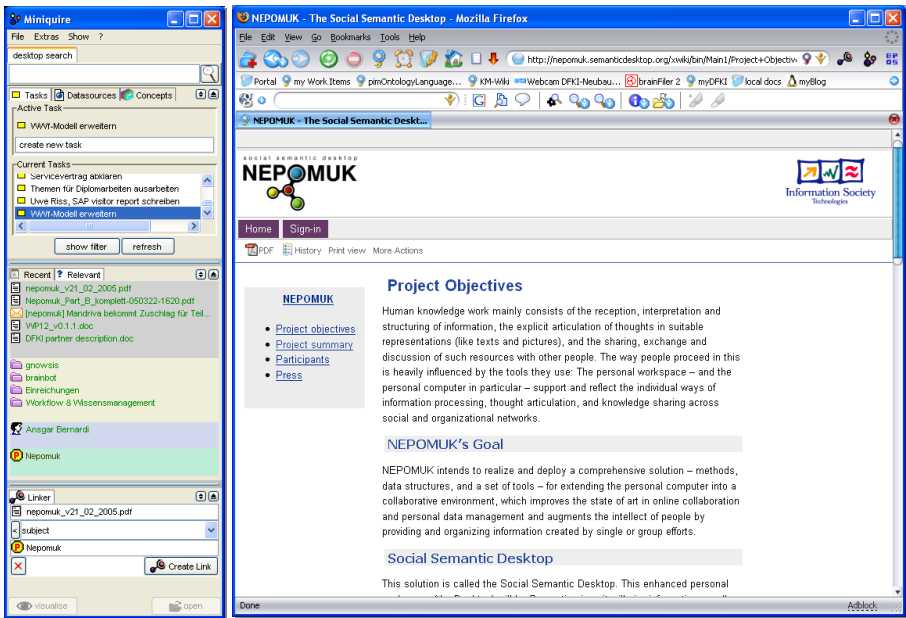 Miniquire
File Extras Show ?
desktop search
Tasks Datasources Concepts
Active Task
WWf-Modell erweitern
create new task
Current Tasks
Servicevertrag abklären
Themen für Diplomarbeiten ausarbeiten
Uwe Riss, SAP visitor report schreiben
WWf-Modell erweitern
show filter refresh
Recent ? Relevant
nepomuk_v21_02_2005.pdf
Nepomuk_Part_B_komplett-050322-1620.pdf
[nepomuk] Mandriva bekommt Zuschlag für Teil...
WP12_v0.1.1.doc
DFKI partner description.doc
gnowsis
brainbot
Einreichungen
Workflow & Wissensmanagement
Ansgar Bernardi
P Nepomuk
Linker
nepomuk_v21_02_2005.pdf
< subject
P Nepomuk
Create Link
visualise open
NEPOMUK - The Social Semantic Desktop - Mozilla Firefox
File Edit View Go Bookmarks Tools Help
http://nepomuk.semanticdesktop.org/xwiki/bin/Main1/Project+Objectiv
Portal my Work Items pimOntologyLanguage... KM-Wiki Webcam DFKI-Neubau... brainFiler 2 myDFKI local docs myBlog
G
NEPOMUK - The Social Semantic Deskt...
social semantic desktop
NEPOMUK
Information Society
Technologies
Home Sign-in
PDF History Print view More Actions
NEPOMUK
Project objectives
Project summary
Participants
Press
Project Objectives
Human knowledge work mainly consists of the reception, interpretation and
structuring of information, the explicit articulation of thoughts in suitable
representations (like texts and pictures), and the sharing, exchange and
discussion of such resources with other people. The way people proceed in this
is heavily influenced by the tools they use: The personal workspace – and the
personal computer in particular – support and reflect the individual ways of
information processing, thought articulation, and knowledge sharing across
social and organizational networks.
NEPOMUK's Goal
NEPOMUK intends to realize and deploy a comprehensive solution – methods,
data structures, and a set of tools – for extending the personal computer into a
collaborative environment, which improves the state of art in online collaboration
and personal data management and augments the intellect of people by
providing and organizing information created by single or group efforts.
Social Semantic Desktop
This solution is called the Social Semantic Desktop. This enhanced personal
Done Adblock